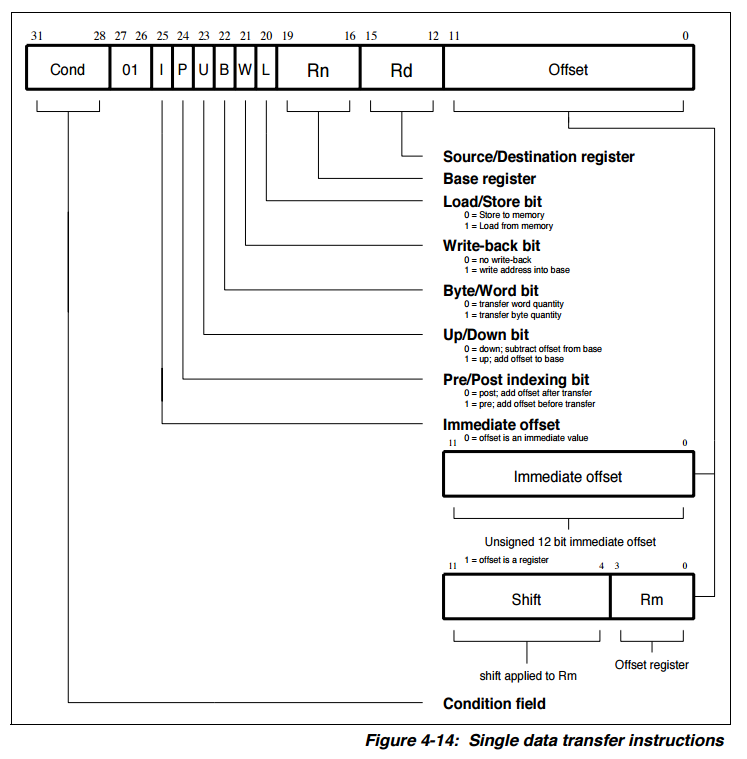 31 28 27 26 25 24 23 22 21 20 19 16 15 12 11 0
Cond 01 I P U B W L Rn Rd Offset
Source/Destination register
Base register
Load/Store bit
0 = Store to memory
1 = Load from memory
Write-back bit
0 = no write-back
1 = write address into base
Byte/Word bit
0 = transfer word quantity
1 = transfer byte quantity
Up/Down bit
0 = down; subtract offset from base
1 = up; add offset to base
Pre/Post indexing bit
0 = post; add offset after transfer
1 = pre; add offset before transfer
Immediate offset
0 = offset is an immediate value
11 0
Immediate offset
Unsigned 12 bit immediate offset
1 = offset is a register
11 4 3 0
Shift Rm
shift applied to Rm Offset register
Condition field
Figure 4-14: Single data transfer instructions